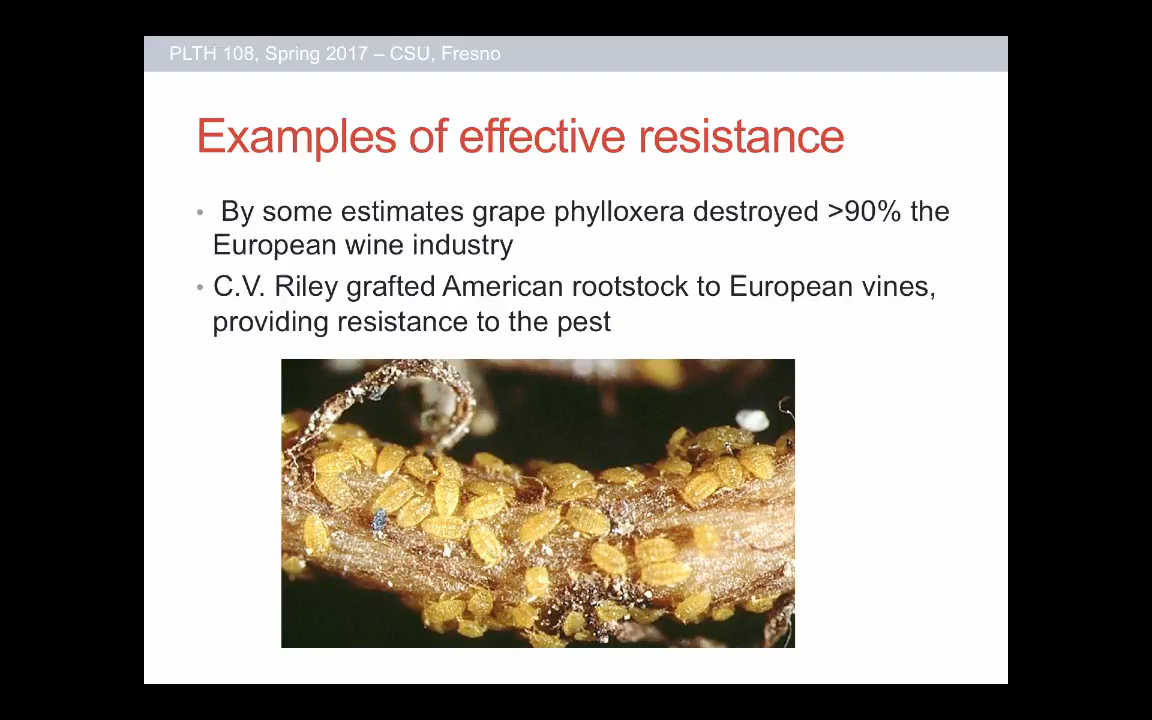 PLTH 108, Spring 2017 – CSU, Fresno
Examples of effective resistance
• By some estimates grape phylloxera destroyed >90% the
European wine industry
• C.V. Riley grafted American rootstock to European vines,
providing resistance to the pest